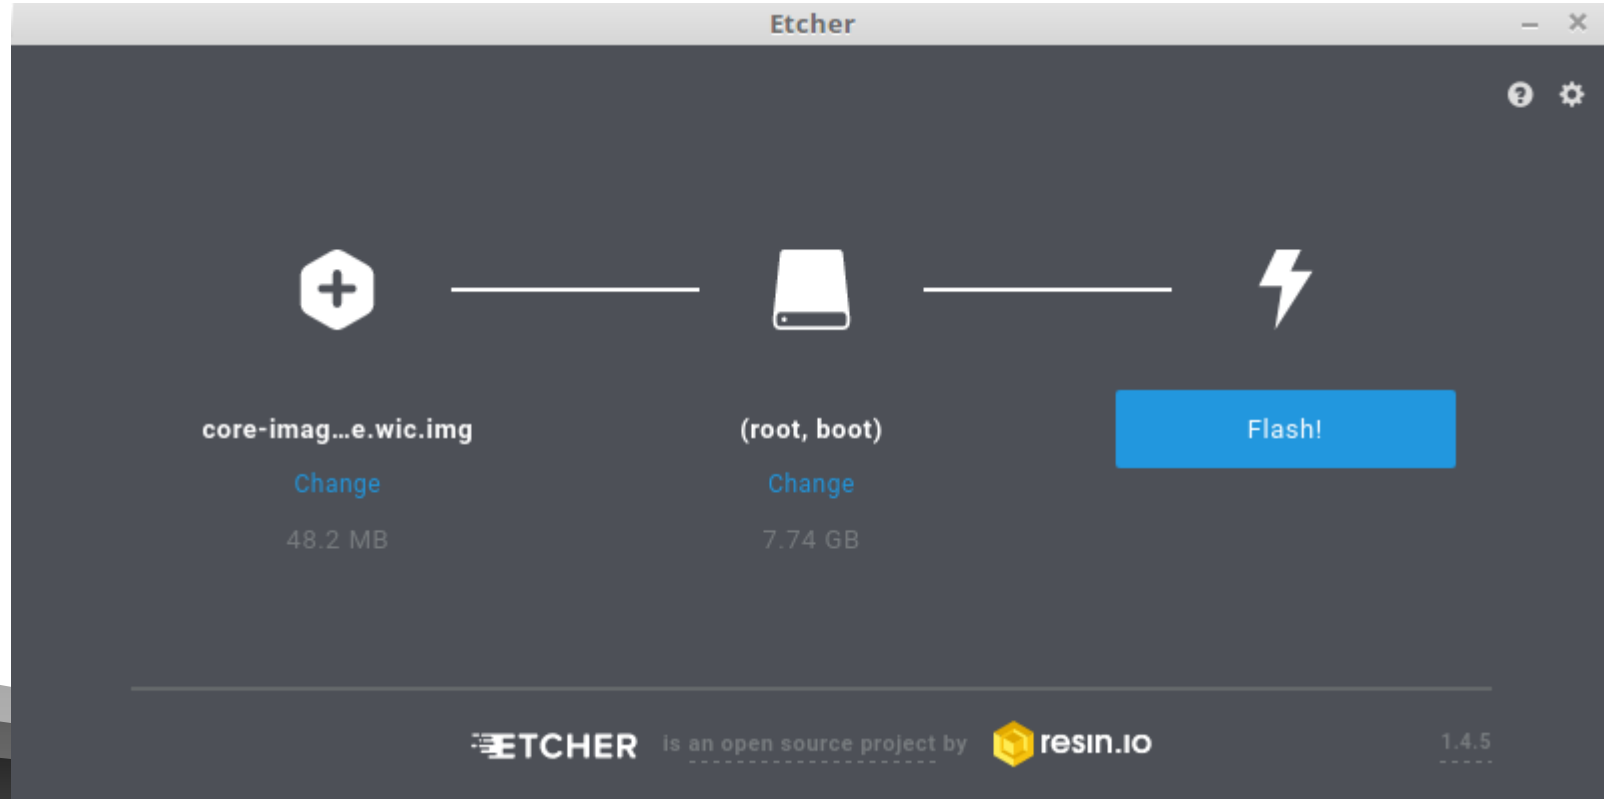 Etcher
core-imag...e.wic.img
(root, boot)
Flash!
Change
Change
48.2 MB
7.74 GB
ETCHER is an open source project by resin.io 1.4.5